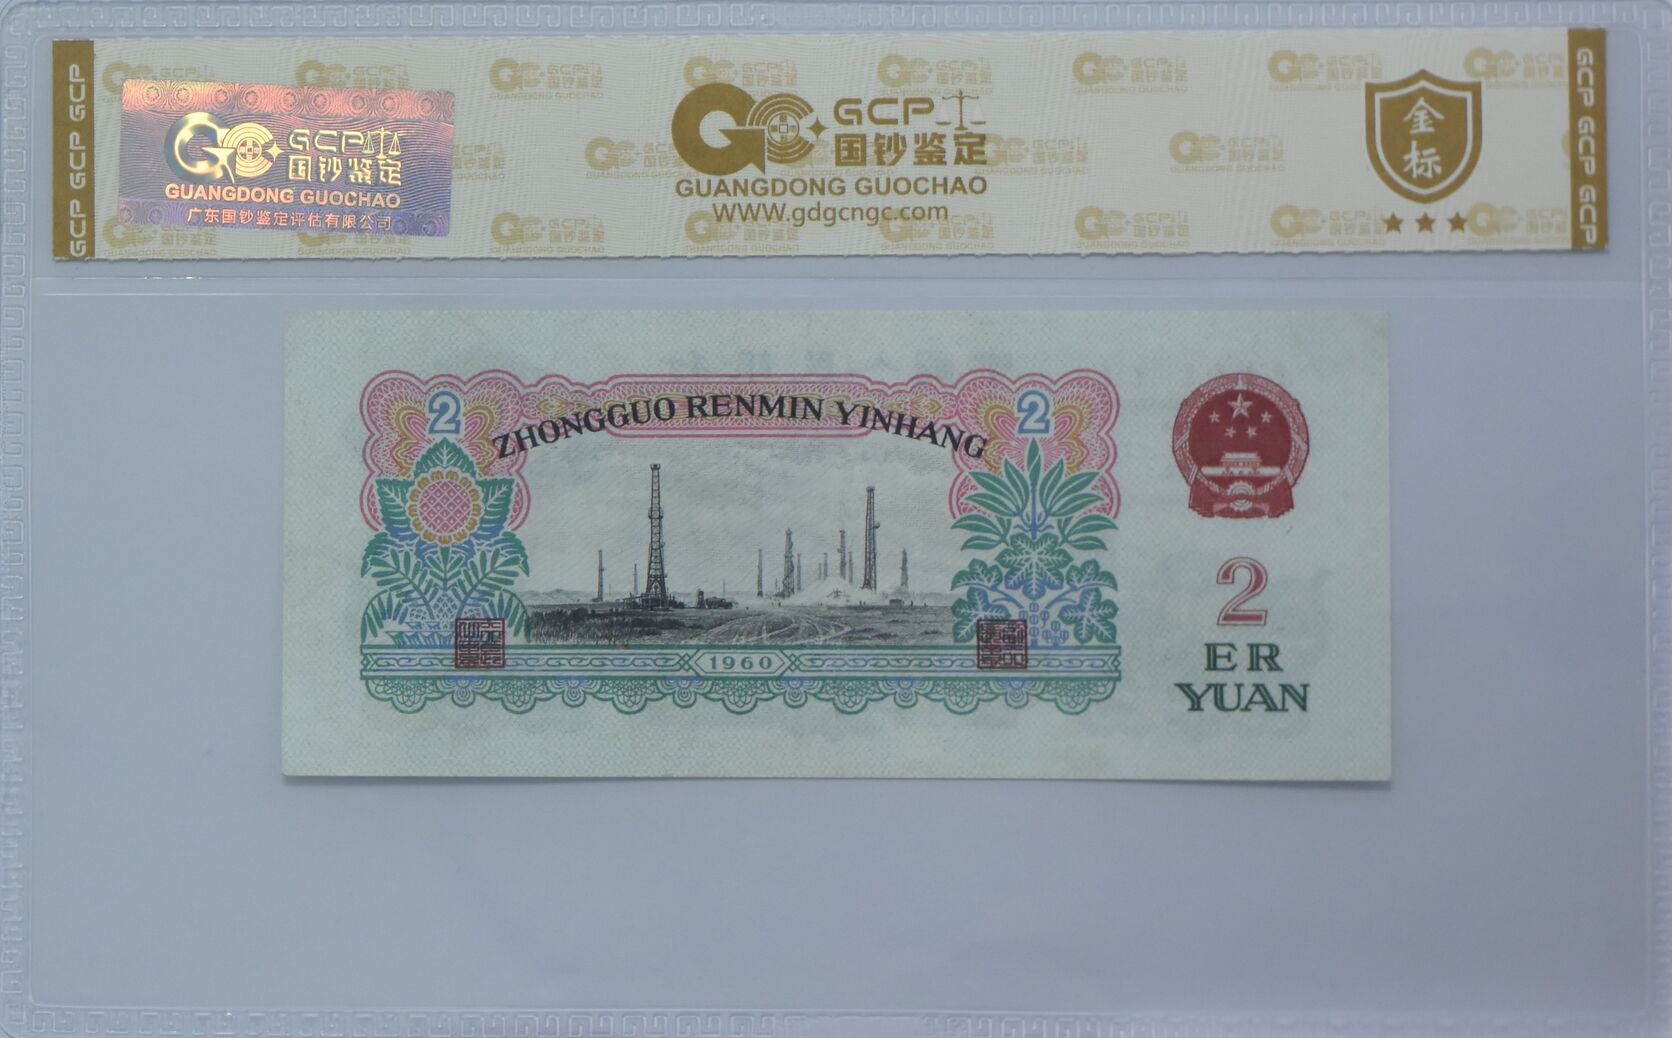 GCP GCP GCP
GCP
国钞鉴定
GUANGDONG GUOCHAO
广东国钞鉴定评估有限公司
GCP
国钞鉴定
GUANGDONG GUOCHAO
WWW.gdgcngc.com
金标
GCP GCP GCP
2
ZHONGGUO RENMIN YINHANG
2
1960
2
ER
YUAN